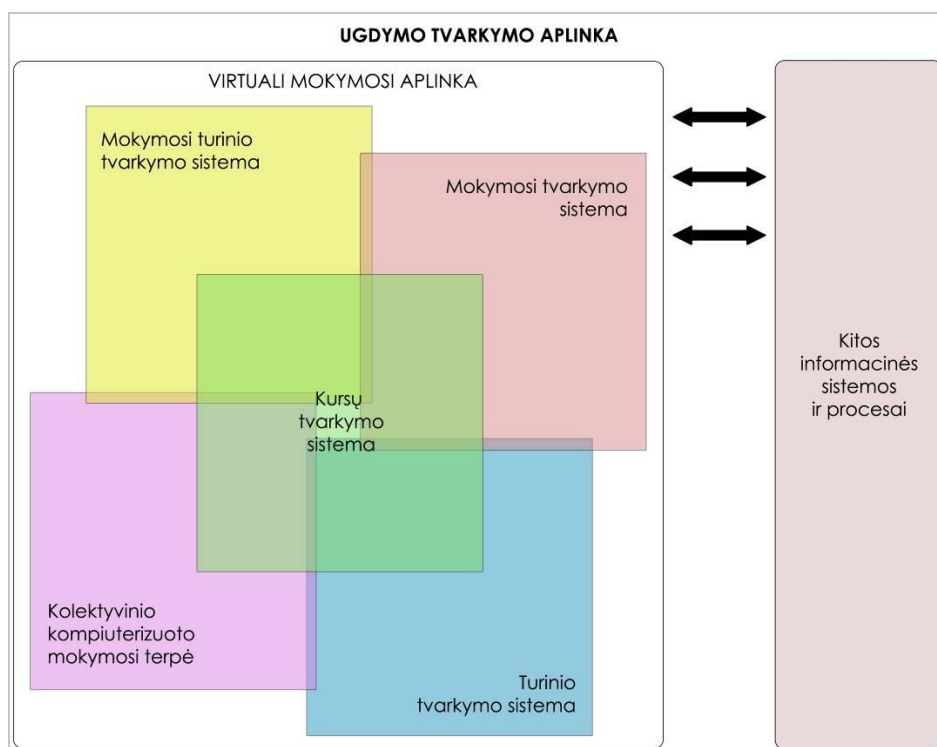 UGDYMO TVARKYMO APLINKA
VIRTUALI MOKYMOSI APLINKA
Mokymosi turinio
tvarkymo sistema
Mokymosi tvarkymo
sistema
Kursų
tvarkymo
sistema
Kolektyvinio
kompiuterizuoto
mokymosi terpė
Turinio
tvarkymo sistema
Kitos
informacinės
sistemos
ir procesai